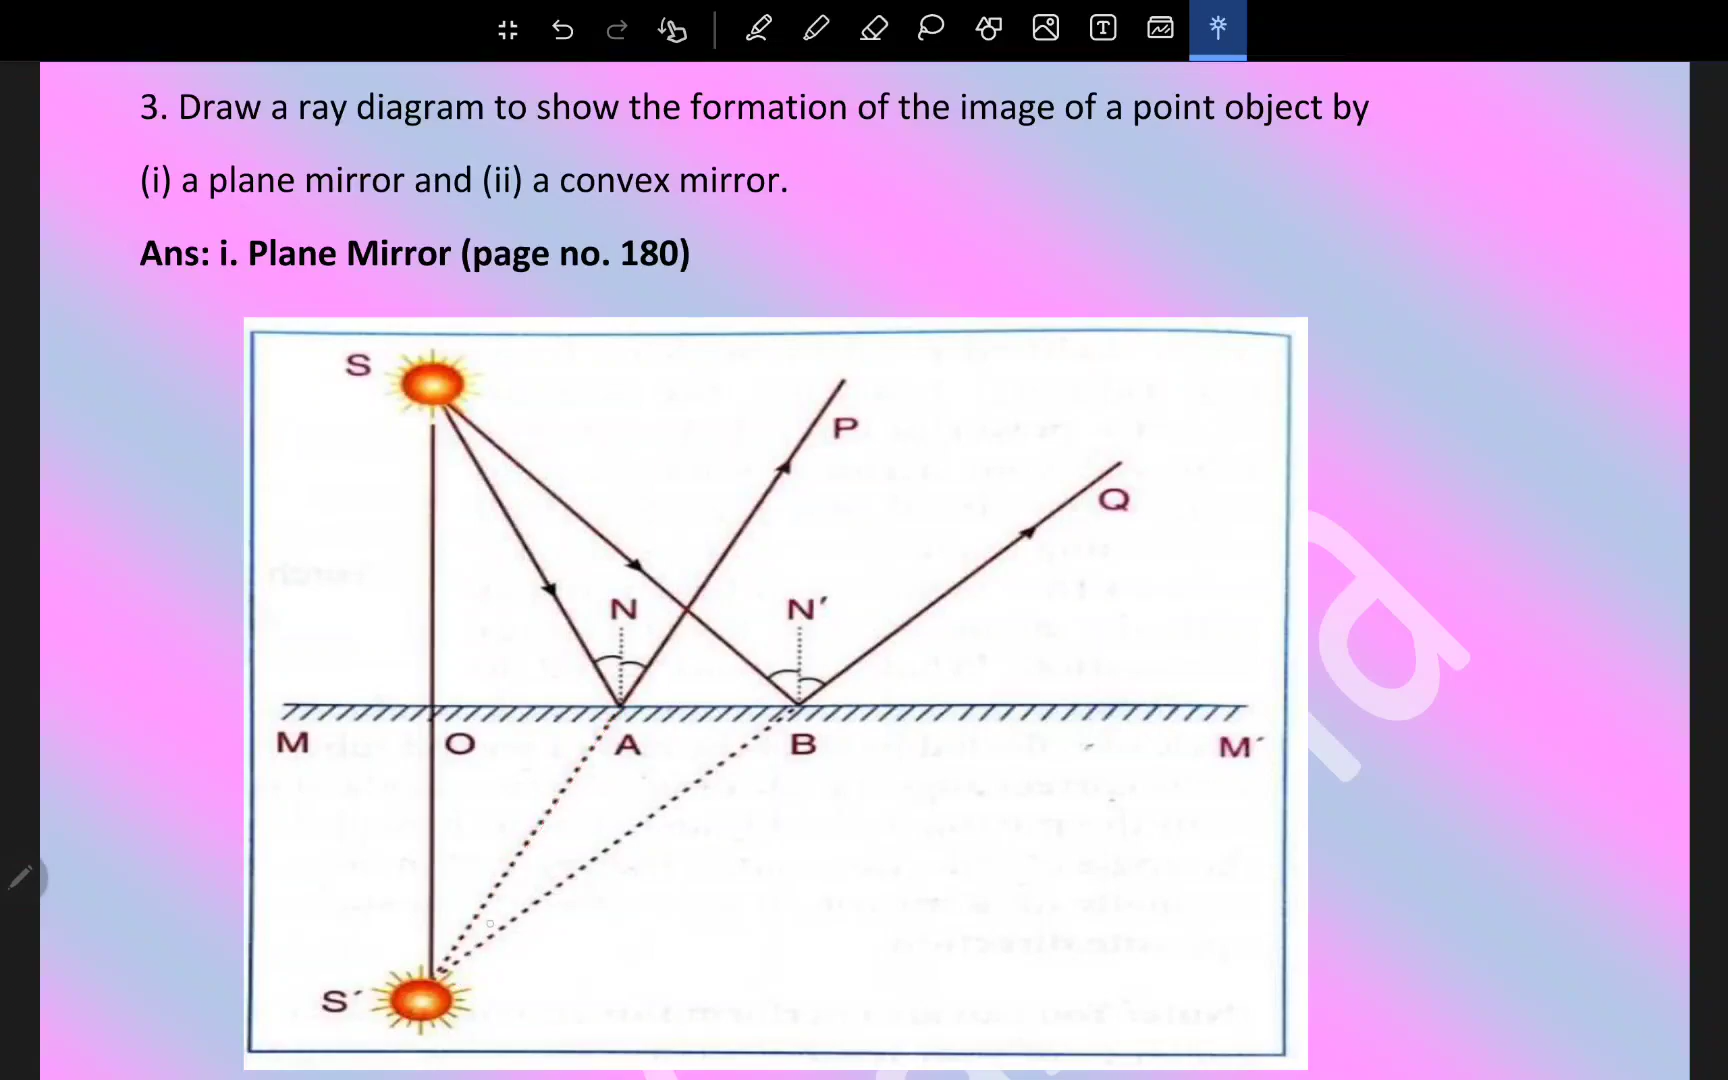 3. Draw a ray diagram to show the formation of the image of a point object by
(i) a plane mirror and (ii) a convex mirror.
Ans: i. Plane Mirror (page no. 180)
S
P
Q
N
N′
M
O
A
B
M′
S′